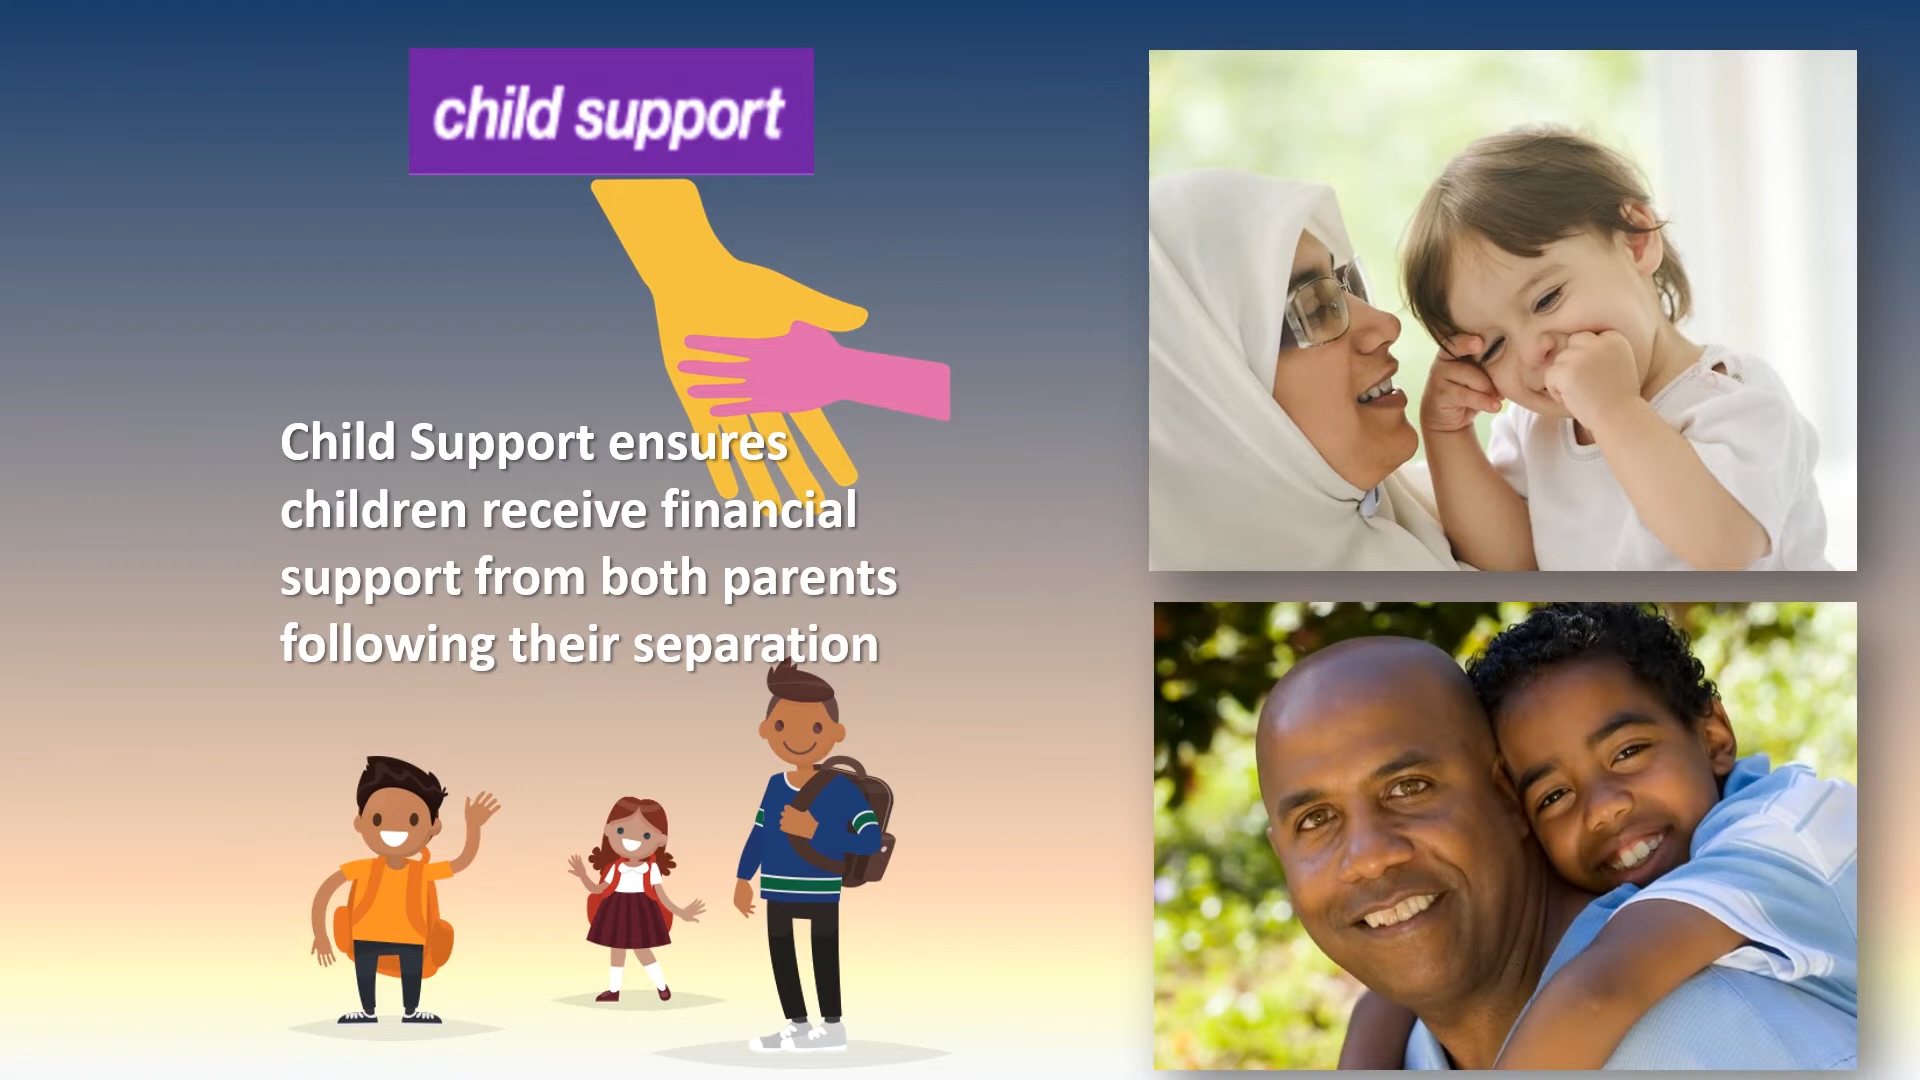 child support
Child Support ensures
children receive financial
support from both parents
following their separation